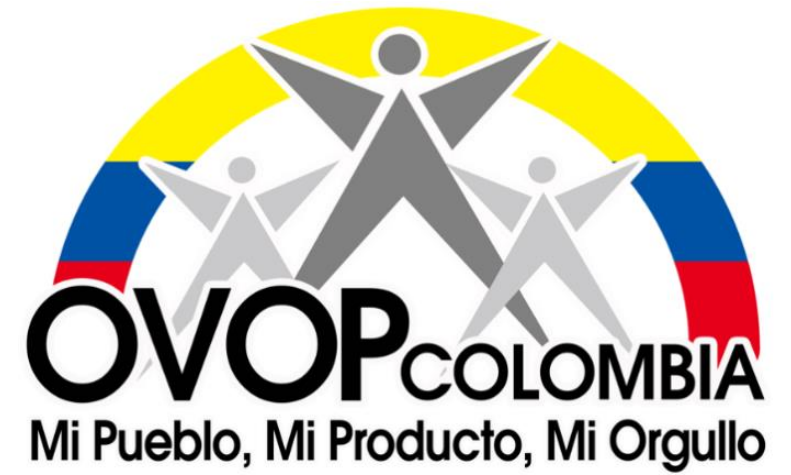 OVOP COLOMBIA
Mi Pueblo, Mi Producto, Mi Orgullo